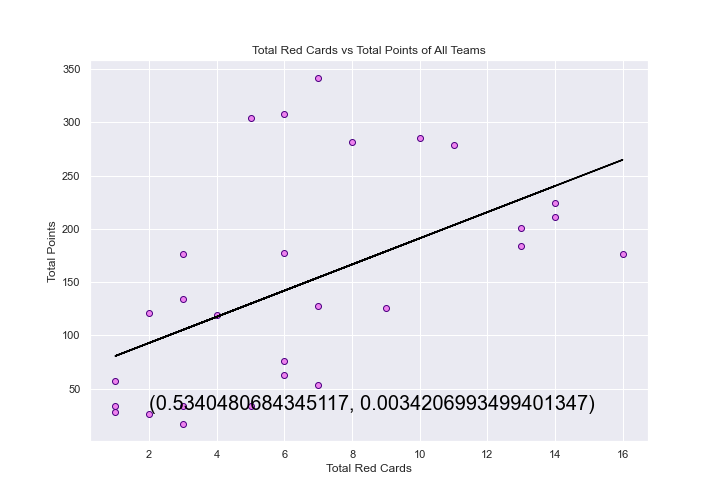 Total Red Cards vs Total Points of All Teams
350
300
250
200
150
100
50
Total Points
(0.5340480684345117, 0.0034206993499401347)
2 4 6 8 10 12 14 16
Total Red Cards